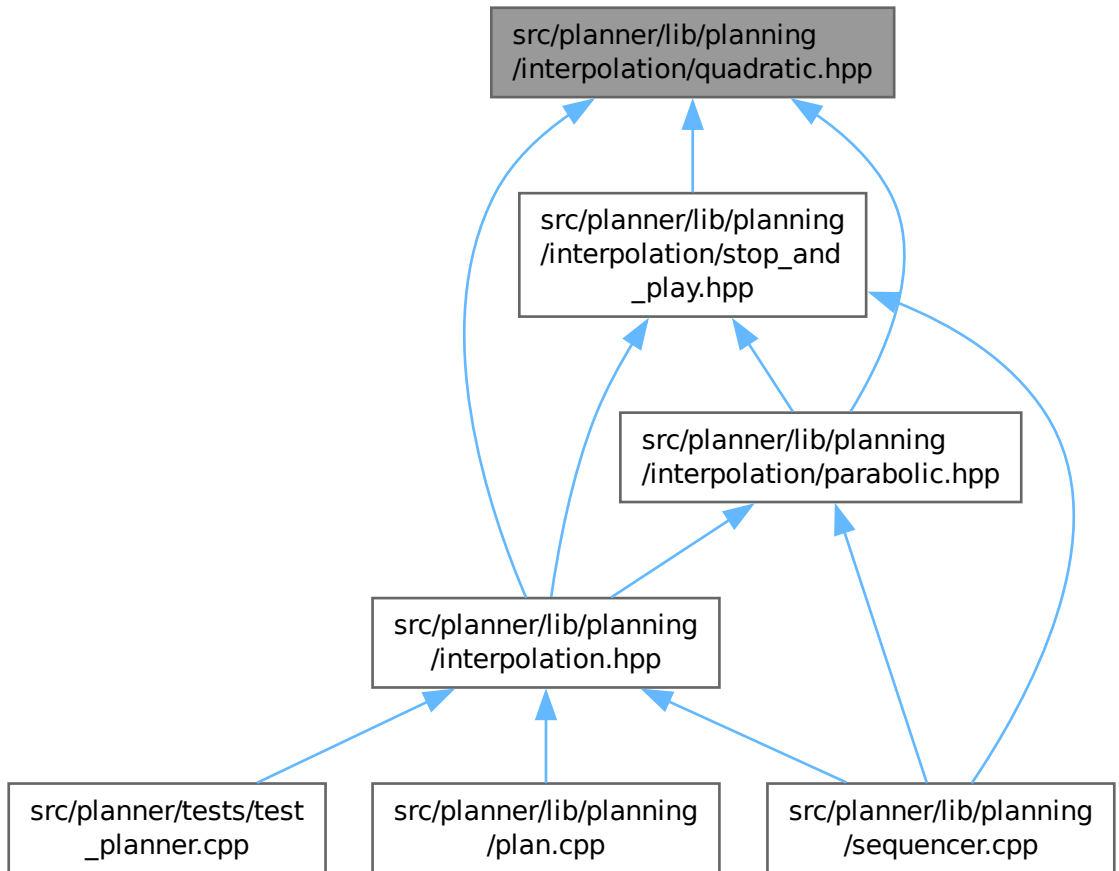 src/planner/lib/planning
/interpolation/quadratic.hpp
src/planner/lib/planning
/interpolation/stop_and
_play.hpp
src/planner/lib/planning
/interpolation/parabolic.hpp
src/planner/lib/planning
/interpolation.hpp
src/planner/tests/test
_planner.cpp
src/planner/lib/planning
/plan.cpp
src/planner/lib/planning
/sequencer.cpp